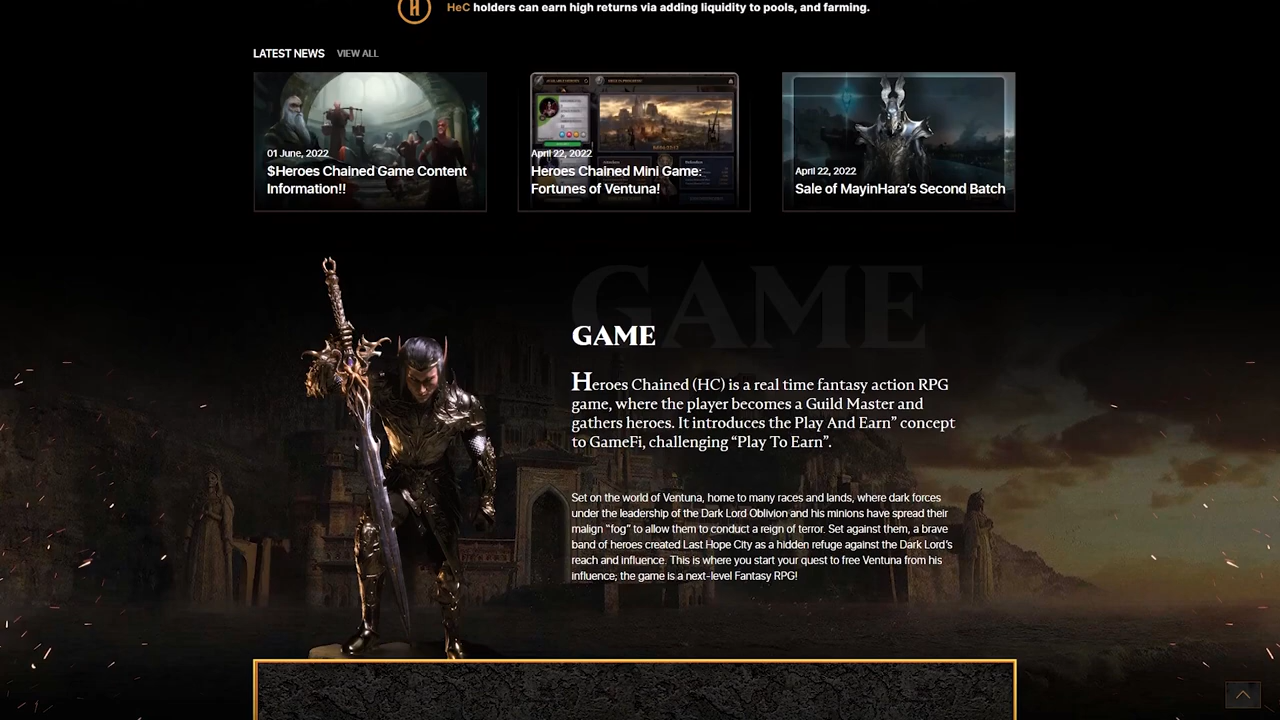 HeC holders can earn high returns via adding liquidity to pools, and farming.
LATEST NEWS VIEW ALL
01 June, 2022
$Heroes Chained Game Content
Information!!
April 22, 2022
Heroes Chained Mini Game:
Fortunes of Ventuna!
April 22, 2022
Sale of MayinHara's Second Batch
GAME
GAME
Heroes Chained (HC) is a real time fantasy action RPG
game, where the player becomes a Guild Master and
gathers heroes. It introduces the Play And Earn” concept
to GameFi, challenging “Play To Earn”.
Set on the world of Ventuna, home to many races and lands, where dark forces
under the leadership of the Dark Lord Oblivion and his minions have spread their
malign “fog” to allow them to conduct a reign of terror. Set against them, a brave
band of heroes created Last Hope City as a hidden refuge against the Dark Lord's
reach and influence. This is where you start your quest to free Ventuna from his
influence; the game is a next-level Fantasy RPG!